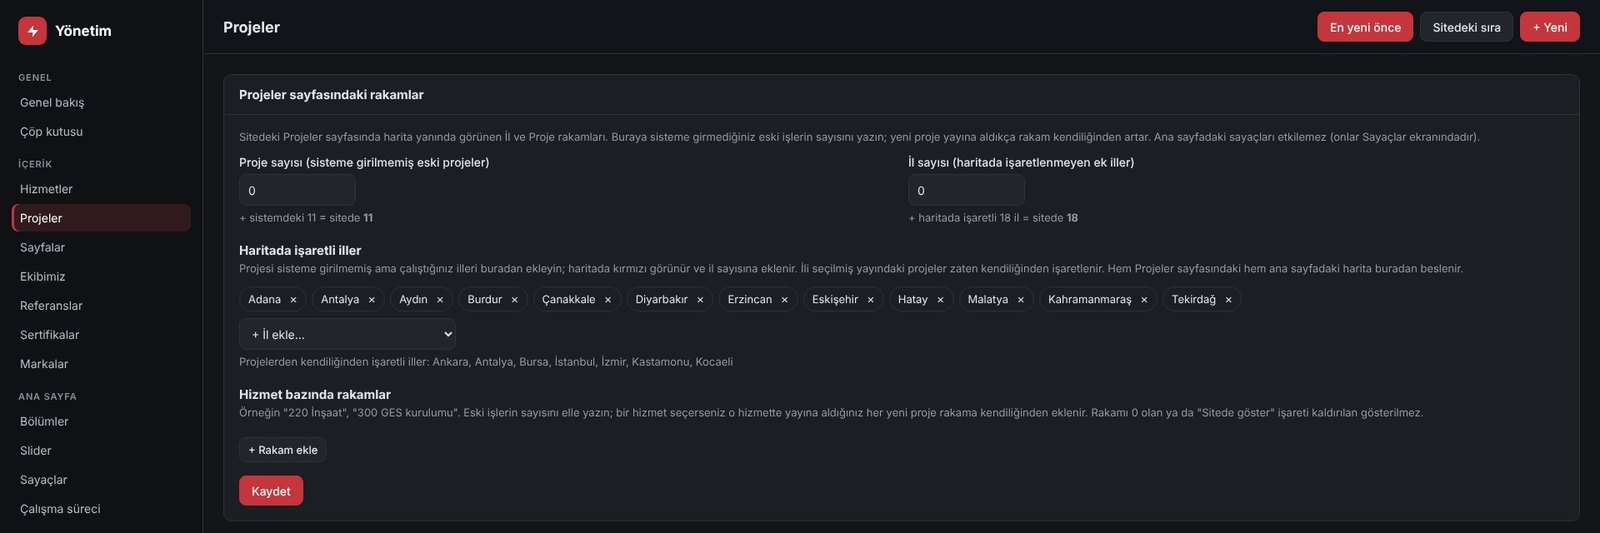 Yönetim
GENEL
Genel bakış
Çöp kutusu
İÇERİK
Hizmetler
Projeler
Sayfalar
Ekibimiz
Referanslar
Sertifikalar
Markalar
ANA SAYFA
Bölümler
Slider
Sayaçlar
Çalışma süreci
Projeler
En yeni önce
Sitedeki sıra
+ Yeni
Projeler sayfasındaki rakamlar
Sitedeki Projeler sayfasında harita yanında görünen İl ve Proje rakamları. Buraya sisteme girmediğiniz eski işlerin sayısını yazın; yeni proje yayına aldıkça rakam kendiliğinden artar. Ana sayfadaki sayaçları etkilemez (onlar Sayaçlar ekranındadır).
Proje sayısı (sisteme girilmemiş eski projeler)
0
+ sistemdeki 11 = sitede 11
İl sayısı (haritada işaretlenmeyen ek iller)
0
+ haritada işaretli 18 il = sitede 18
Haritada işaretli iller
Projesi sisteme girilmemiş ama çalıştığınız illeri buradan ekleyin; haritada kırmızı görünür ve il sayısına eklenir. İli seçilmiş yayındaki projeler zaten kendiliğinden işaretlenir. Hem Projeler sayfasındaki hem ana sayfadaki harita buradan beslenir.
Adana × Antalya × Aydın × Burdur × Çanakkale × Diyarbakır × Erzincan × Eskişehir × Hatay × Malatya × Kahramanmaraş × Tekirdağ ×
+ İl ekle...
Projelerden kendiliğinden işaretli iller: Ankara, Antalya, Bursa, İstanbul, İzmir, Kastamonu, Kocaeli
Hizmet bazında rakamlar
Örneğin "220 İnşaat", "300 GES kurulumu". Eski işlerin sayısını elle yazın; bir hizmet seçerseniz o hizmette yayına aldığınız her yeni proje rakama kendiliğinden eklenir. Rakamı 0 olan ya da "Sitede göster" işareti kaldırılan gösterilmez.
+ Rakam ekle
Kaydet